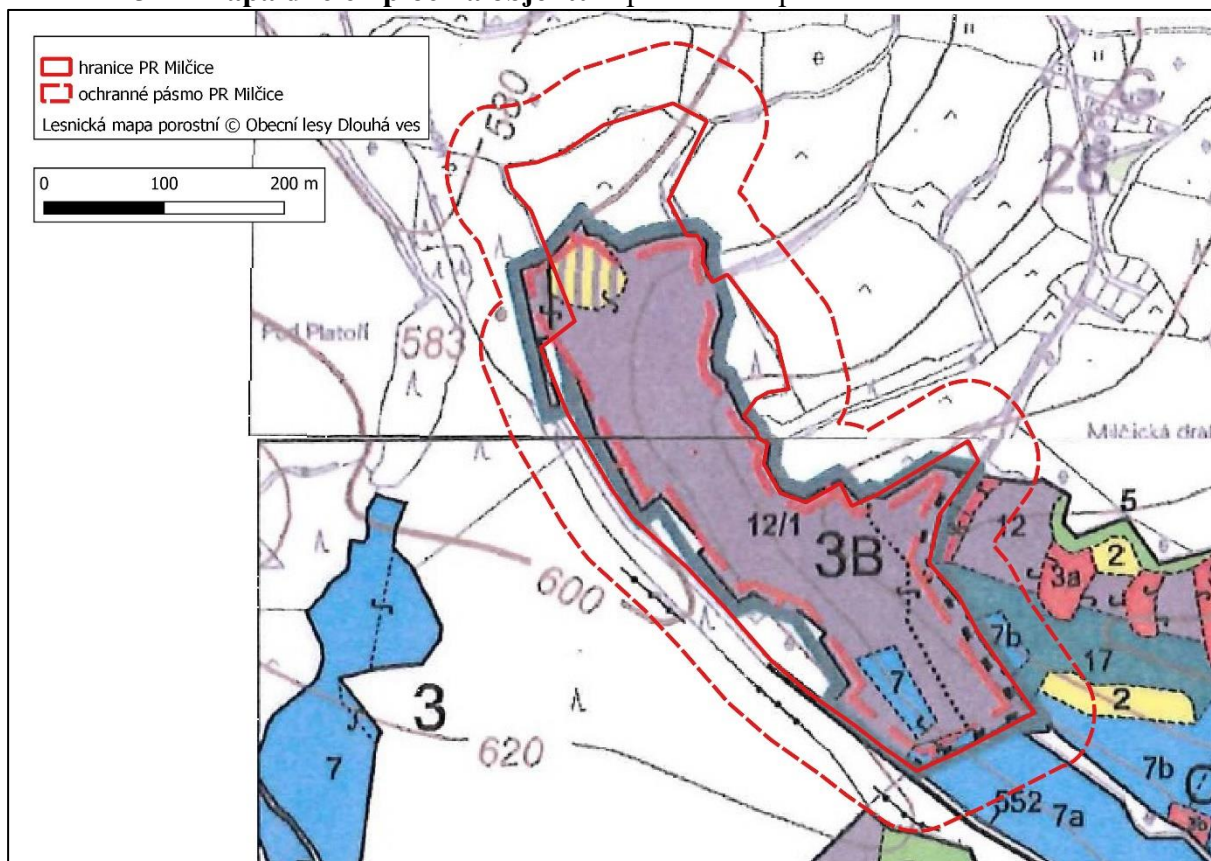 hranice PR Milčice
ochranné pásmo PR Milčice
Lesnická mapa porostní © Obecní lesy Dlouhá ves
0 100 200 m
580
Pod Platoří
583
Milčická
5
12/1
3B
12
2
3a
600
7b
17
7
2
3
620
7
7b
552
7a